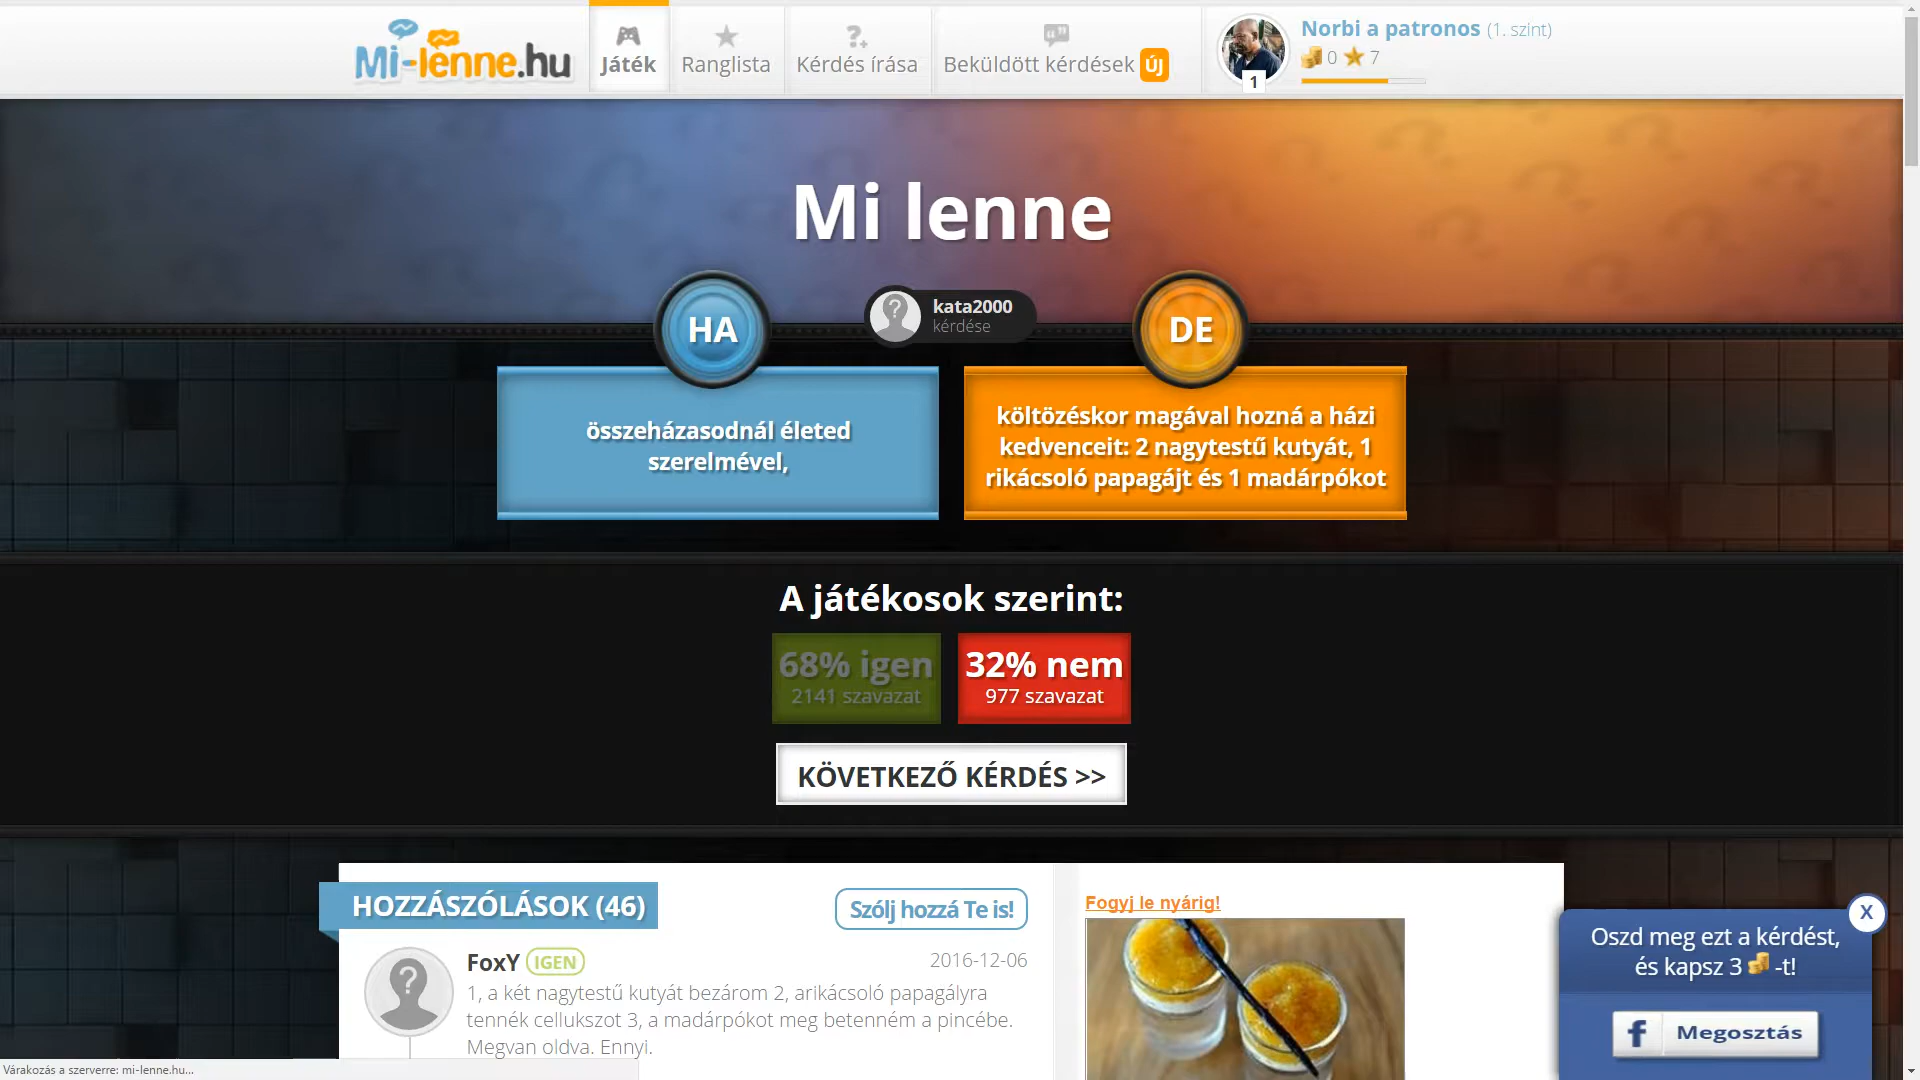 Mi-lenne.hu
Játék
Ranglista
Kérdés írása
Beküldött kérdések ÚJ
Norbi a patronos (1. szint)
0 7
1
Mi lenne
HA
kata2000
kérdése
DE
összeházasodnál életed
szerelmével,
költözéskor magával hozná a házi
kedvenceit: 2 nagytestű kutyát, 1
rikácsoló papagájt és 1 madárpókot
A játékosok szerint:
68% igen
2141 szavazat
32% nem
977 szavazat
KÖVETKEZŐ KÉRDÉS >>
HOZZÁSZÓLÁSOK (46)
Szólj hozzá Te is!
FoxY IGEN
2016-12-06
1, a két nagytestű kutyát bezárom 2, arikácsoló papagályra
tennék cellukszot 3, a madárpókot meg betenném a pincébe.
Megvan oldva. Ennyi.
Fogyj le nyárig!
X
Oszd meg ezt a kérdést,
és kapsz 3 -t!
f Megosztás
Várakozás a szerverre: mi-lenne.hu...